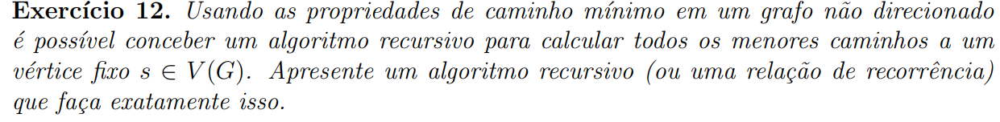 Exercício 12. Usando as propriedades de caminho mínimo em um grafo não direcionado
é possível conceber um algoritmo recursivo para calcular todos os menores caminhos a um
vértice fixo s ∈ V(G). Apresente um algoritmo recursivo (ou uma relação de recorrência)
que faça exatamente isso.